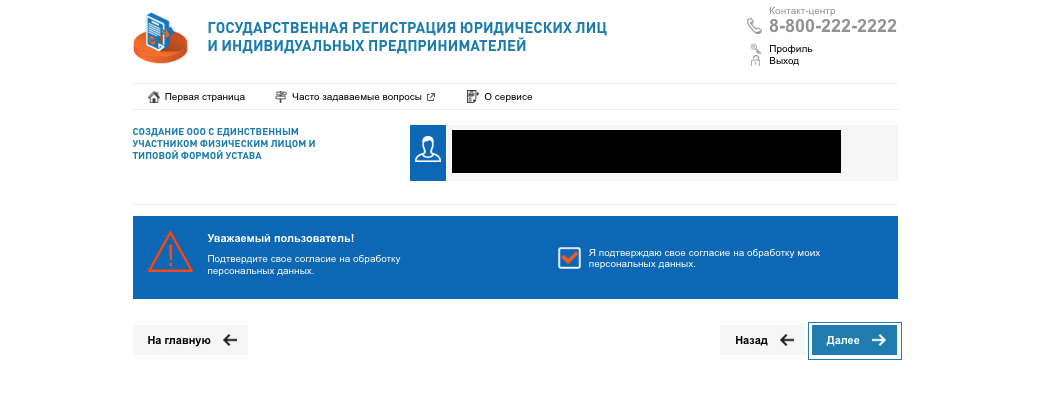 Контакт-центр
ГОСУДАРСТВЕННАЯ РЕГИСТРАЦИЯ ЮРИДИЧЕСКИХ ЛИЦ
И ИНДИВИДУАЛЬНЫХ ПРЕДПРИНИМАТЕЛЕЙ
8-800-222-2222
Профиль
Выход
Первая страница
Часто задаваемые вопросы
О сервисе
СОЗДАНИЕ ООО С ЕДИНСТВЕННЫМ
УЧАСТНИКОМ ФИЗИЧЕСКИМ ЛИЦОМ И
ТИПОВОЙ ФОРМОЙ УСТАВА
Уважаемый пользователь!
Подтвердите свое согласие на обработку
персональных данных.
Я подтверждаю свое согласие на обработку моих
персональных данных.
На главную
Назад
Далее